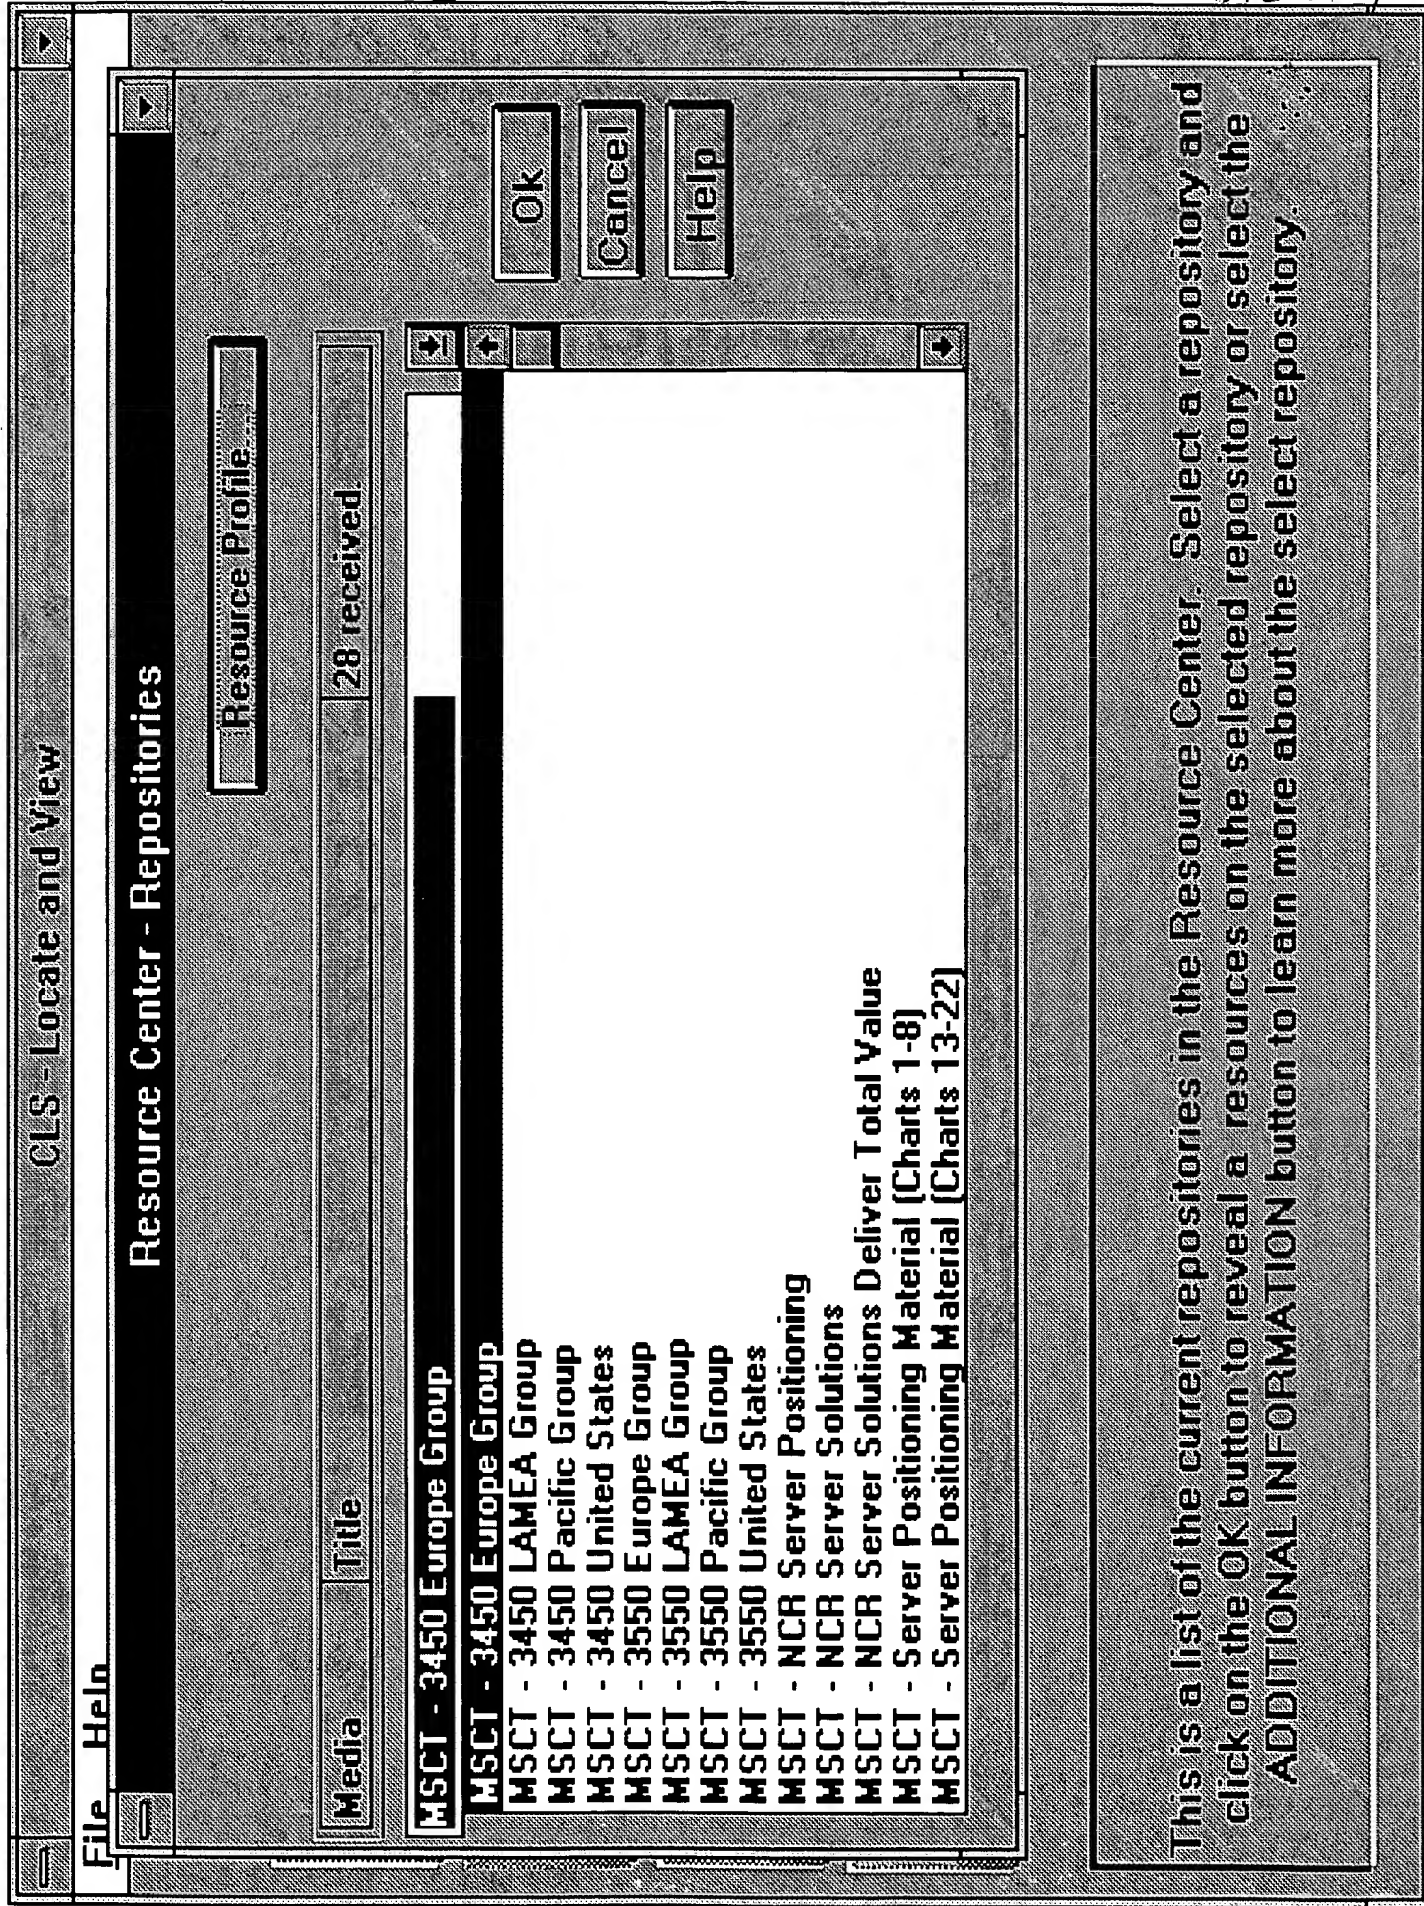 CLS - Locate and View
File Help
Resource Center - Repositories
Resource Profile...
Media Title 28 received.
MSCT - 3450 Europe Group
MSCT - 3450 Europe Group
MSCT - 3450 LAMEA Group
MSCT - 3450 Pacific Group
MSCT - 3450 United States
MSCT - 3550 Europe Group
MSCT - 3550 LAMEA Group
MSCT - 3550 Pacific Group
MSCT - 3550 United States
MSCT - NCR Server Positioning
MSCT - NCR Server Solutions
MSCT - NCR Server Solutions Deliver Total Value
MSCT - Server Positioning Material (Charts 1-8)
MSCT - Server Positioning Material (Charts 13-22)
Ok
Cancel
Help
This is a list of the current repositories in the Resource Center. Select a repository and
click on the OK button to reveal a resources on the selected repository or select the
ADDITIONAL INFORMATION button to learn more about the select repository.